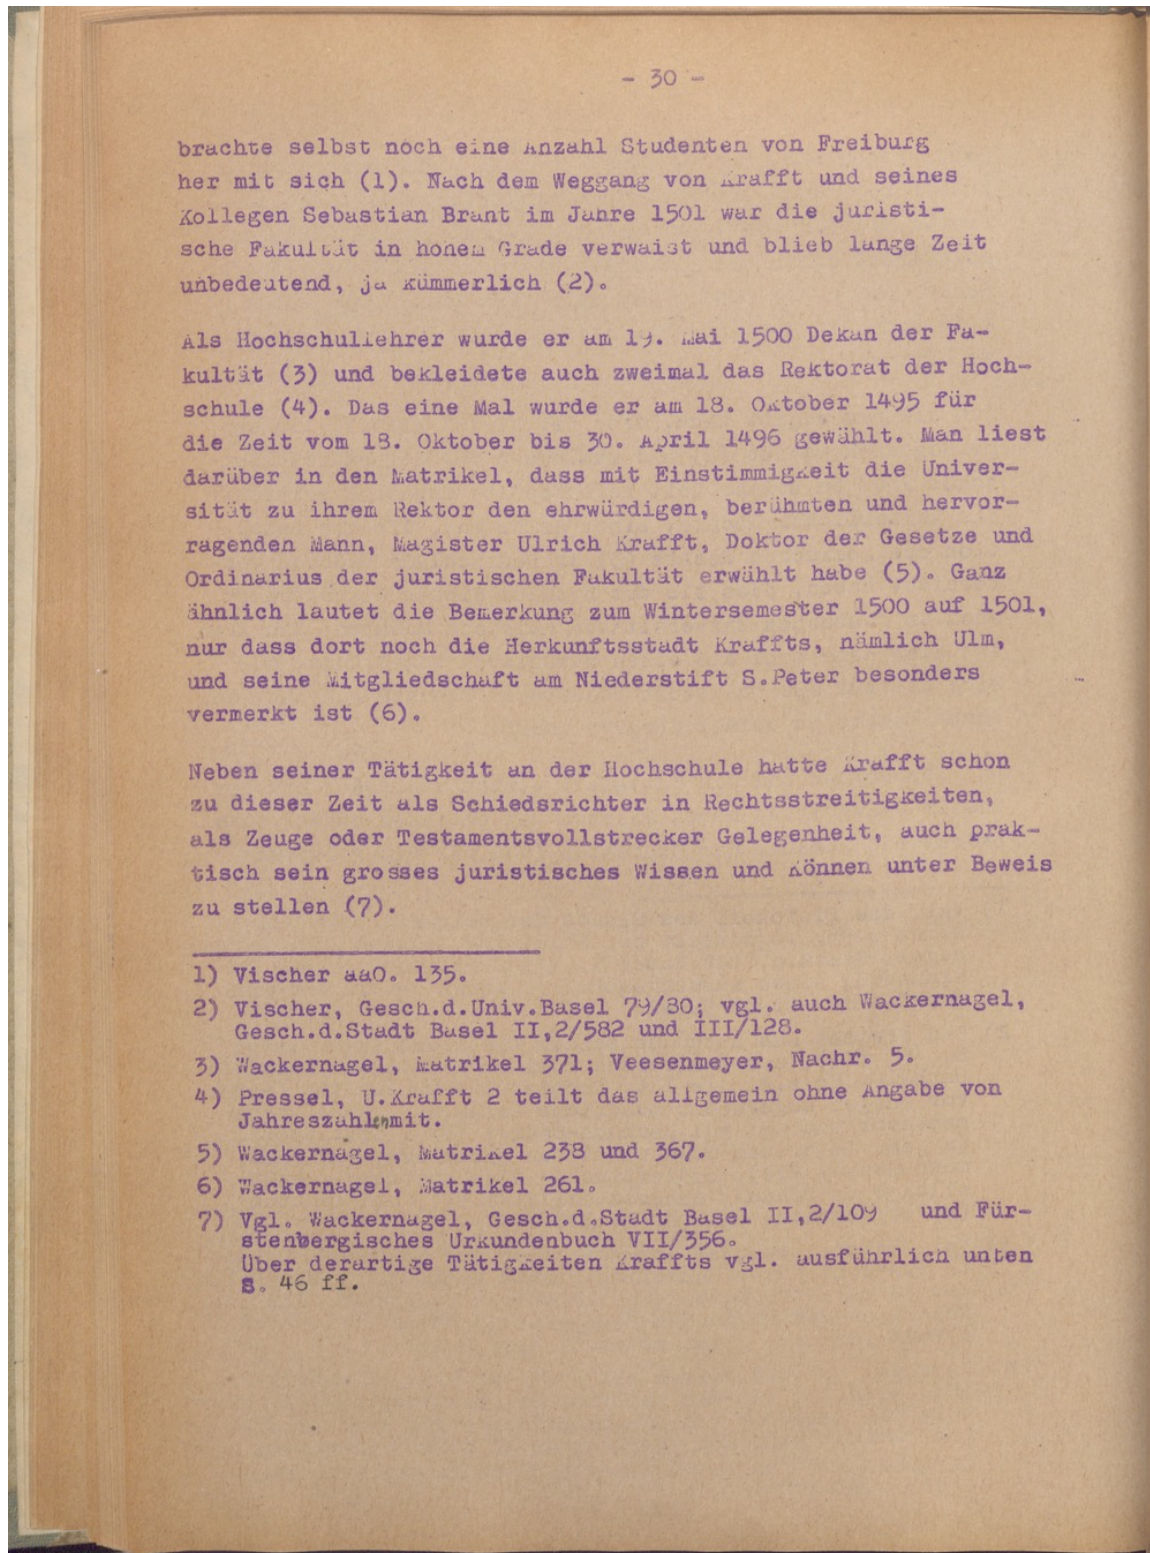 - 30 -
brachte selbst noch eine Anzahl Studenten von Freiburg
her mit sich (1). Nach dem Weggang von Krafft und seines
Kollegen Sebastian Brant im Jahre 1501 war die juristi-
sche Fakultät in hohem Grade verwaist und blieb lange Zeit
unbedeutend, ja kümmerlich (2).
Als Hochschullehrer wurde er am 19. Mai 1500 Dekan der Fa-
kultät (3) und bekleidete auch zweimal das Rektorat der Hoch-
schule (4). Das eine Mal wurde er am 18. Oktober 1495 für
die Zeit vom 18. Oktober bis 30. April 1496 gewählt. Man liest
darüber in den Matrikel, dass mit Einstimmigkeit die Univer-
sität zu ihrem Rektor den ehrwürdigen, berühmten und hervor-
ragenden Mann, Magister Ulrich Krafft, Doktor der Gesetze und
Ordinarius der juristischen Fakultät erwählt habe (5). Ganz
ähnlich lautet die Bemerkung zum Wintersemester 1500 auf 1501,
nur dass dort noch die Herkunftsstadt Kraffts, nämlich Ulm,
und seine Mitgliedschaft am Niederstift S.Peter besonders
vermerkt ist (6).
Neben seiner Tätigkeit an der Hochschule hatte Krafft schon
zu dieser Zeit als Schiedsrichter in Rechtsstreitigkeiten,
als Zeuge oder Testamentsvollstrecker Gelegenheit, auch prak-
tisch sein grosses juristisches Wissen und Können unter Beweis
zu stellen (7).
1) Vischer aaO. 135.
2) Vischer, Gesch.d.Univ.Basel 79/80; vgl. auch Wackernagel,
Gesch.d.Stadt Basel II,2/582 und III/128.
3) Wackernagel, Matrikel 371; Veesenmeyer, Nachr. 5.
4) Pressel, U.Krafft 2 teilt das allgemein ohne Angabe von
Jahreszahlenmit.
5) Wackernagel, Matrikel 238 und 367.
6) Wackernagel, Matrikel 261.
7) Vgl. Wackernagel, Gesch.d.Stadt Basel II,2/109 und Für-
stenbergisches Urkundenbuch VII/356.
Über derartige Tätigkeiten Kraffts vgl. ausführlich unten
S. 46 ff.